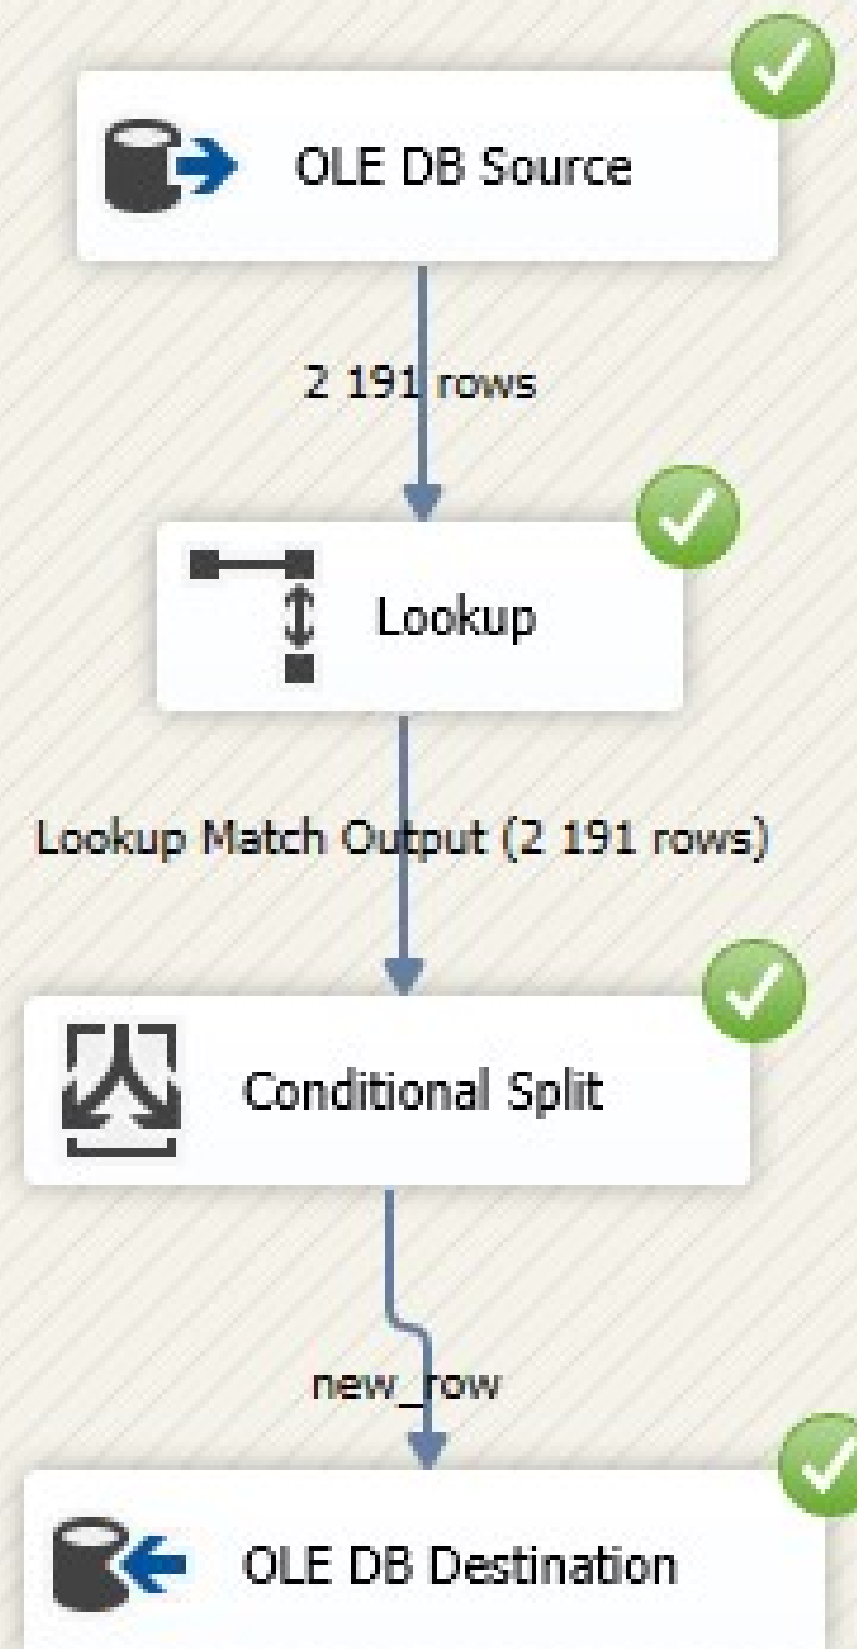 OLE DB Source
2 191 rows
Lookup
Lookup Match Output (2 191 rows)
Conditional Split
new_row
OLE DB Destination